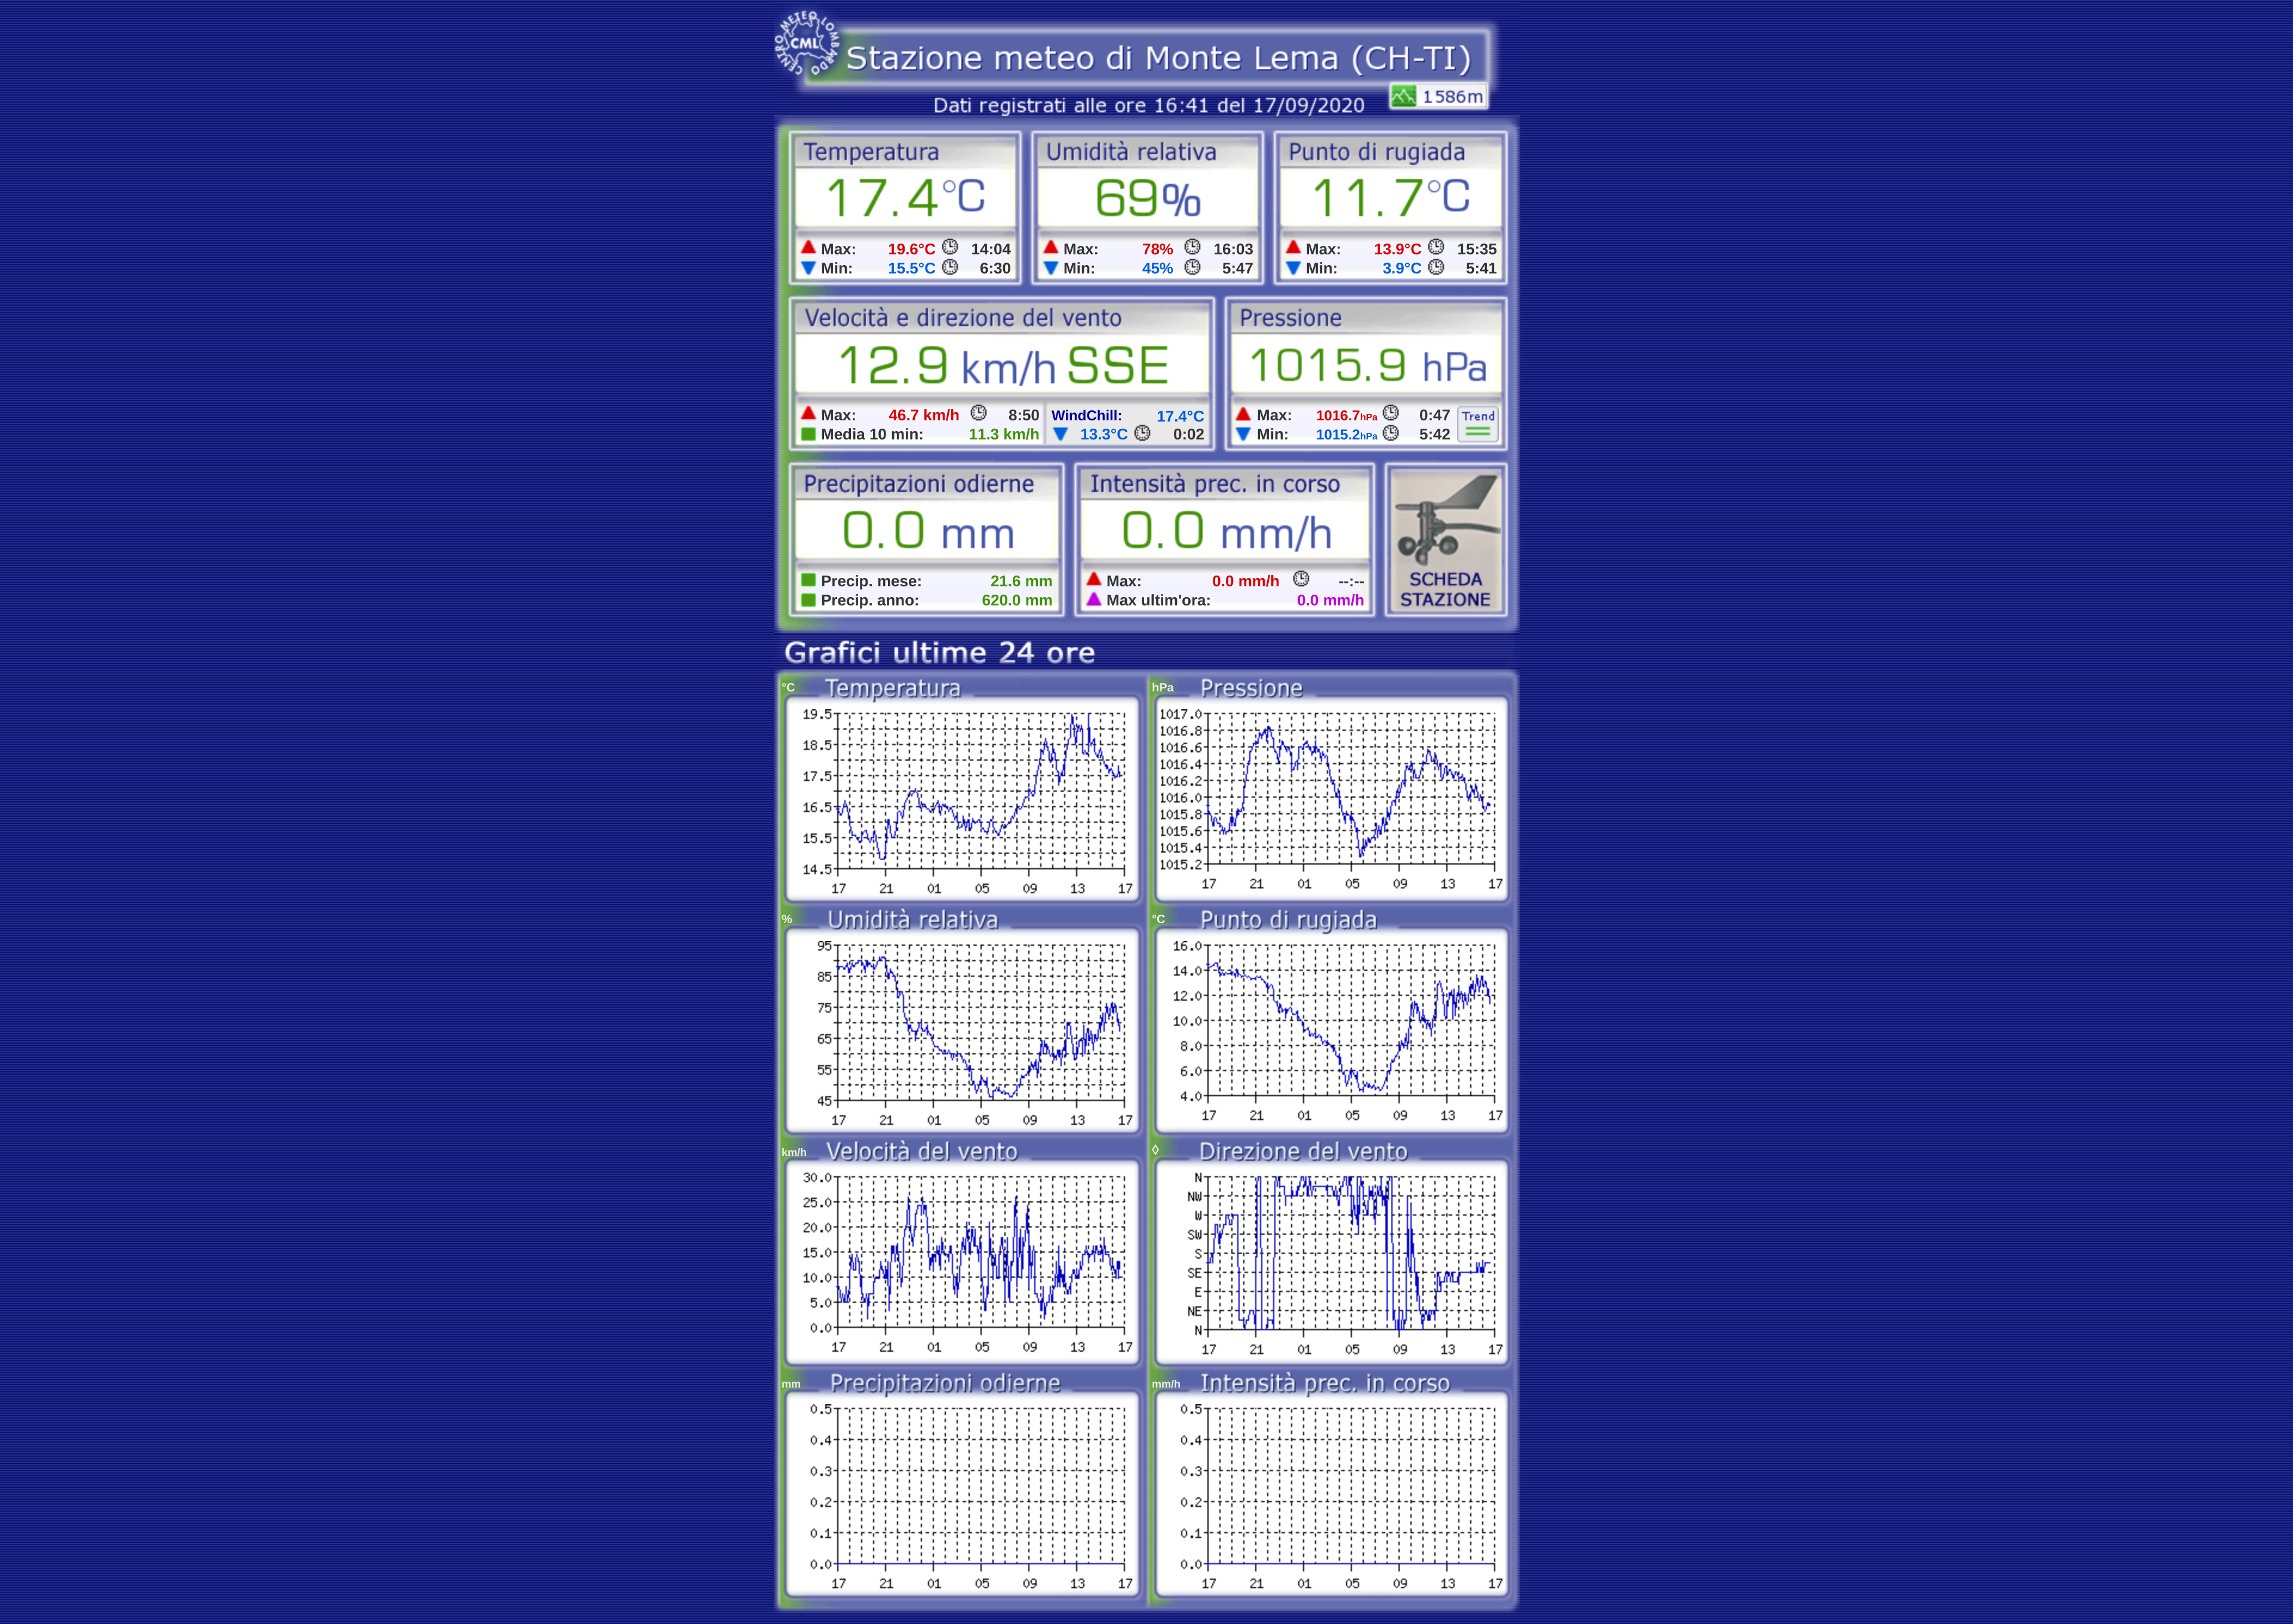 CENTRO METEO LOMBARDO
CML
Stazione meteo di Monte Lema (CH-TI)
1586m
Dati registrati alle ore 16:41 del 17/09/2020
Temperatura Umidità relativa Punto di rugiada
17.4°C 69% 11.7°C
Max: 19.6°C 14:04 Max: 78% 16:03 Max: 13.9°C 15:35
Min: 15.5°C 6:30 Min: 45% 5:47 Min: 3.9°C 5:41
Velocità e direzione del vento Pressione
12.9 km/h SSE 1015.9 hPa
Max: 46.7 km/h 8:50 WindChill: 17.4°C Max: 1016.7hPa 0:47 Trend
Media 10 min: 11.3 km/h 13.3°C 0:02 Min: 1015.2hPa 5:42
Precipitazioni odierne Intensità prec. in corso
0.0 mm 0.0 mm/h
Precip. mese: 21.6 mm Max: 0.0 mm/h --:-- SCHEDA
Precip. anno: 620.0 mm Max ultim'ora: 0.0 mm/h STAZIONE
Grafici ultime 24 ore
°C Temperatura
19.5
18.5
17.5
16.5
15.5
14.5
17 21 01 05 09 13 17
hPa Pressione
1017.0
1016.8
1016.6
1016.4
1016.2
1016.0
1015.8
1015.6
1015.4
1015.2
17 21 01 05 09 13 17
% Umidità relativa
95
85
75
65
55
45
17 21 01 05 09 13 17
°C Punto di rugiada
16.0
14.0
12.0
10.0
8.0
6.0
4.0
17 21 01 05 09 13 17
km/h Velocità del vento
30.0
25.0
20.0
15.0
10.0
5.0
0.0
17 21 01 05 09 13 17
◊ Direzione del vento
N
NW
W
SW
S
SE
E
NE
N
17 21 01 05 09 13 17
mm Precipitazioni odierne
0.5
0.4
0.3
0.2
0.1
0.0
17 21 01 05 09 13 17
mm/h Intensità prec. in corso
0.5
0.4
0.3
0.2
0.1
0.0
17 21 01 05 09 13 17